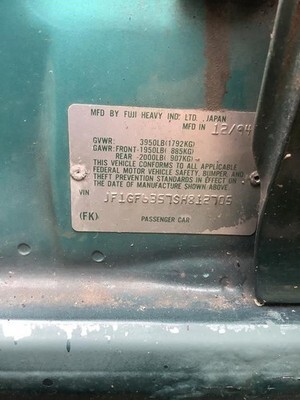 MFD BY FUJI HEAVY IND: LTD., JAPAN
MFD IN 12/94
GVWR: 3950LB(1792KG)
GAWR:FRONT-1950LB( 885KG)
REAR -2000LB( 907KG)
THIS VEHICLE CONFORMS TO ALL APPLICABLE
FEDERAL MOTOR VEHICLE SAFETY, BUMPER, AND
THEFT PREVENTION STANDARDS IN EFFECT ON
THE DATE OF MANUFACTURE SHOWN ABOVE.
VIN
(FK) PASSENGER CAR